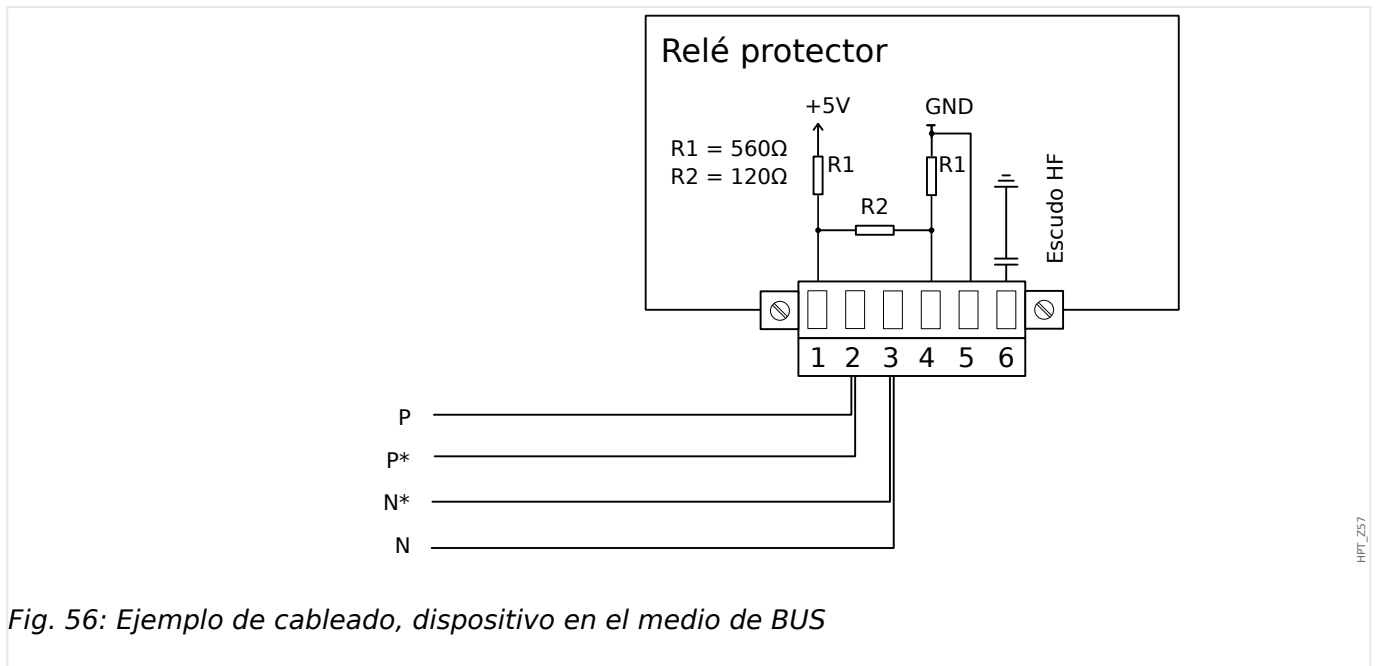 Relé protector
+5V
GND
R1 = 560Ω
R2 = 120Ω
R1
R1
R2
Escudo HF
1 2 3 4 5 6
P
P*
N*
N
HPT_Z57
Fig. 56: Ejemplo de cableado, dispositivo en el medio de BUS